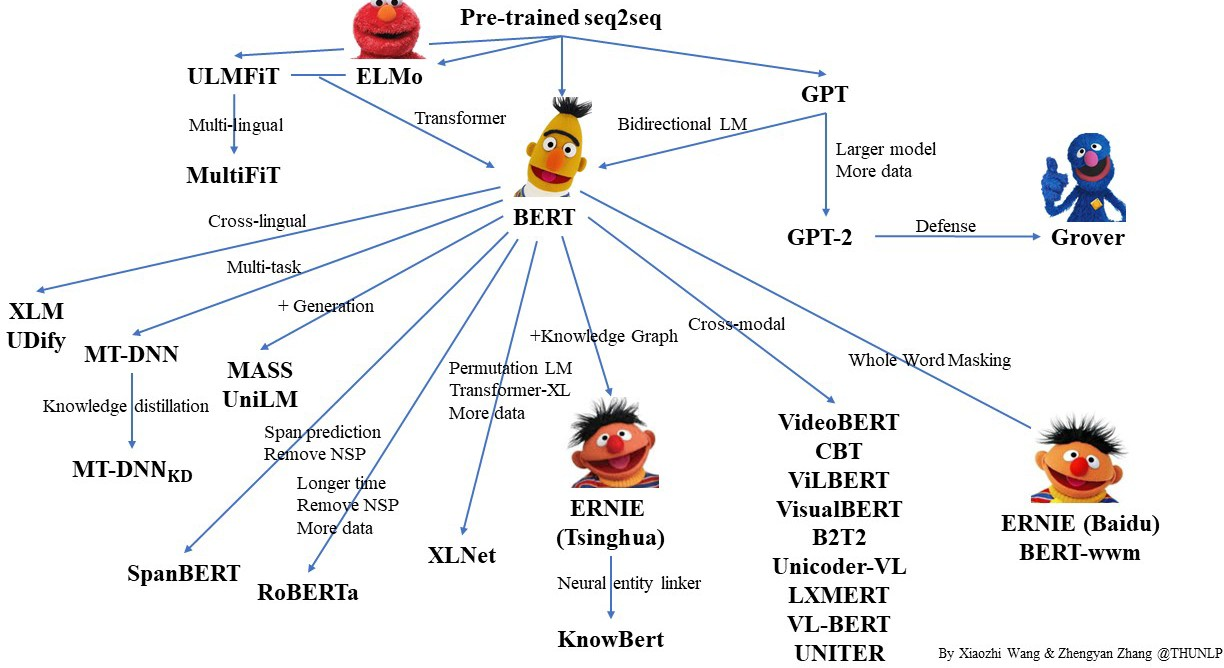 Pre-trained seq2seq
ULMFiT
ELMo
GPT
Multi-lingual
Transformer
Bidirectional LM
Larger model
More data
MultiFiT
BERT
GPT-2
Defense
Grover
Cross-lingual
Multi-task
+ Generation
XLM
UDify
MT-DNN
MASS
UniLM
+Knowledge Graph
Cross-modal
Whole Word Masking
Permutation LM
Transformer-XL
More data
Knowledge distillation
MT-DNNKD
Span prediction
Remove NSP
Longer time
Remove NSP
More data
SpanBERT
RoBERTa
XLNet
ERNIE
(Tsinghua)
Neural entity linker
KnowBert
VideoBERT
CBT
ViLBERT
VisualBERT
B2T2
Unicoder-VL
LXMERT
VL-BERT
UNITER
ERNIE (Baidu)
BERT-wwm
By Xiaozhi Wang & Zhengyan Zhang @THUNLP